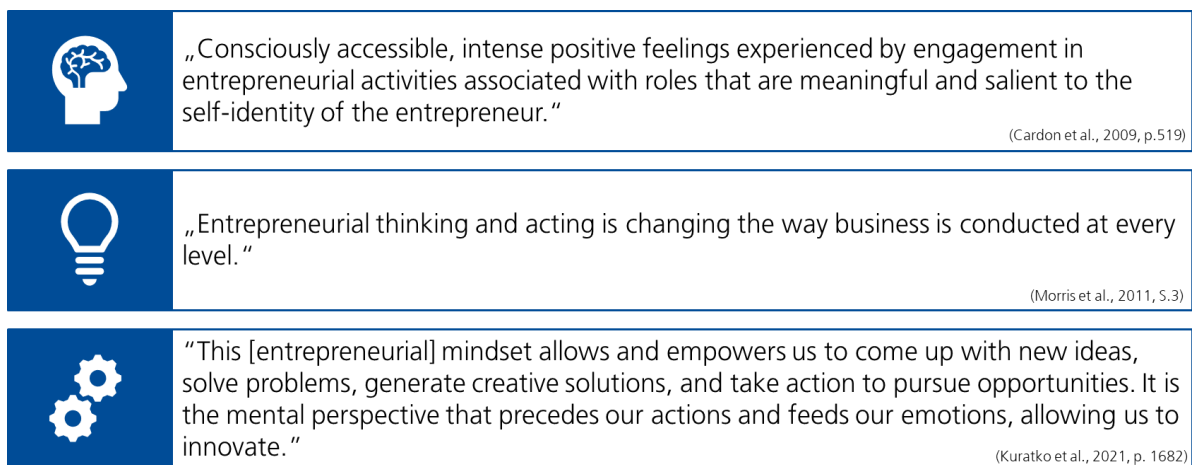 „Consciously accessible, intense positive feelings experienced by engagement in
entrepreneurial activities associated with roles that are meaningful and salient to the
self-identity of the entrepreneur.“
(Cardon et al., 2009, p.519)
„Entrepreneurial thinking and acting is changing the way business is conducted at every
level.“
(Morris et al., 2011, S.3)
“This [entrepreneurial] mindset allows and empowers us to come up with new ideas,
solve problems, generate creative solutions, and take action to pursue opportunities. It is
the mental perspective that precedes our actions and feeds our emotions, allowing us to
innovate.“
(Kuratko et al., 2021, p. 1682)